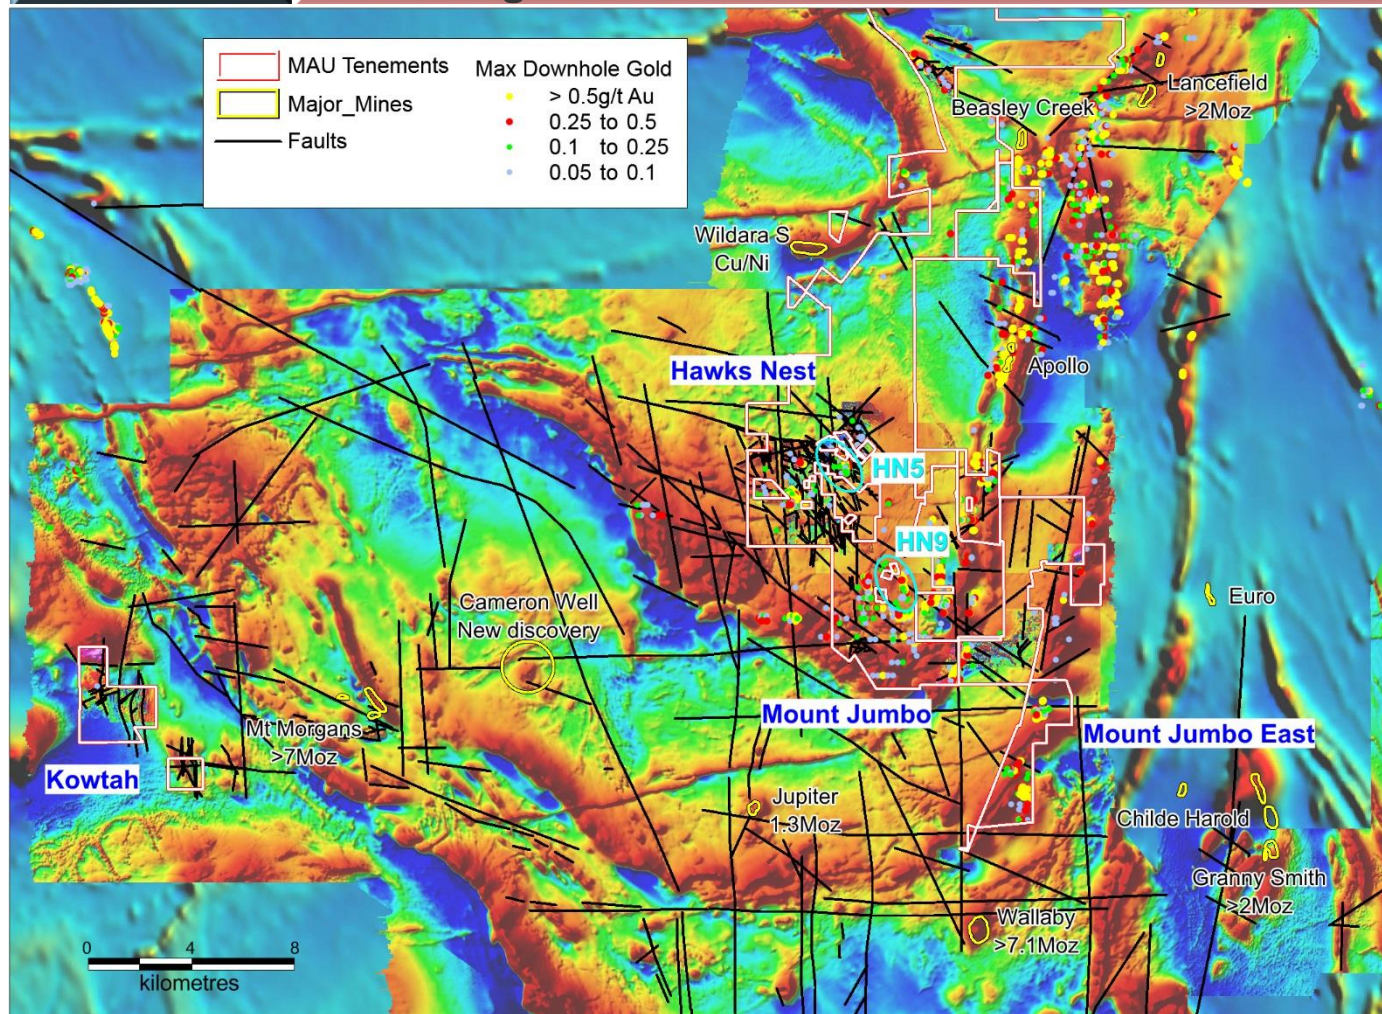 MAU Tenements
Major_Mines
Faults
Max Downhole Gold
> 0.5g/t Au
0.25 to 0.5
0.1 to 0.25
0.05 to 0.1
Lancefield
>2Moz
Beasley Creek
Wildara S
Cu/Ni
Apollo
Hawks Nest
HN5
HN9
Euro
Cameron Well
New discovery
Mt Morgans
>7Moz
Mount Jumbo
Mount Jumbo East
Kowtah
Jupiter
1.3Moz
Childe Harold
Granny Smith
>2Moz
Wallaby
>7.1Moz
0 4 8
kilometres